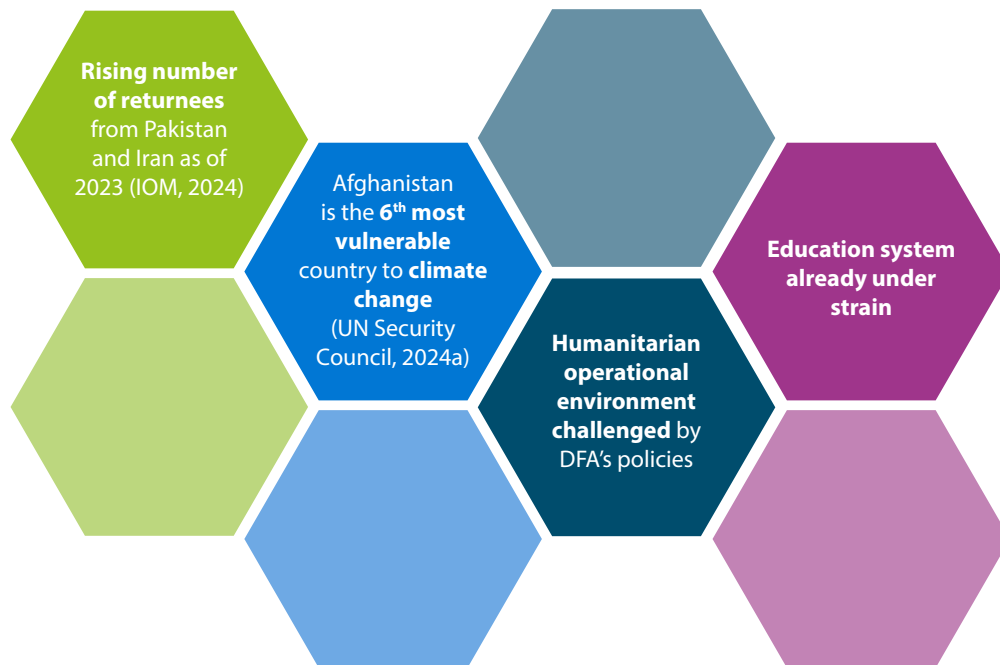 Rising number
of returnees
from Pakistan
and Iran as of
2023 (IOM, 2024)
Afghanistan
is the 6th most
vulnerable
country to climate
change
(UN Security
Council, 2024a)
Humanitarian
operational
environment
challenged by
DFA’s policies
Education system
already under
strain